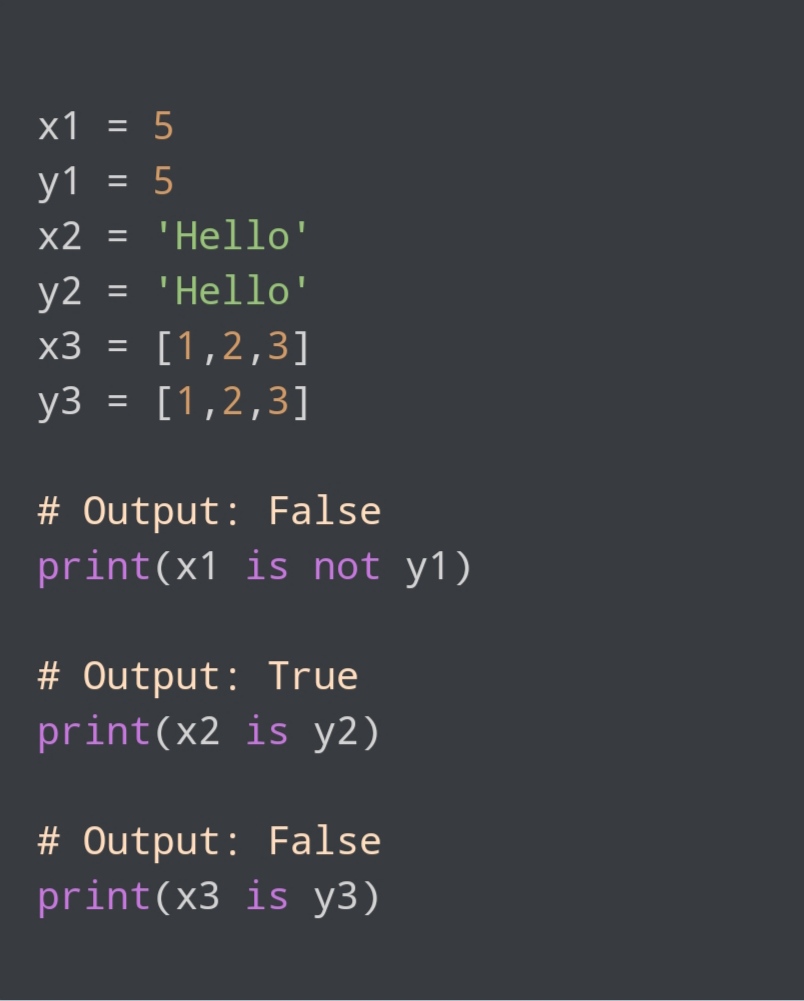 x1 = 5
y1 = 5
x2 = 'Hello'
y2 = 'Hello'
x3 = [1,2,3]
y3 = [1,2,3]
# Output: False
print(x1 is not y1)
# Output: True
print(x2 is y2)
# Output: False
print(x3 is y3)